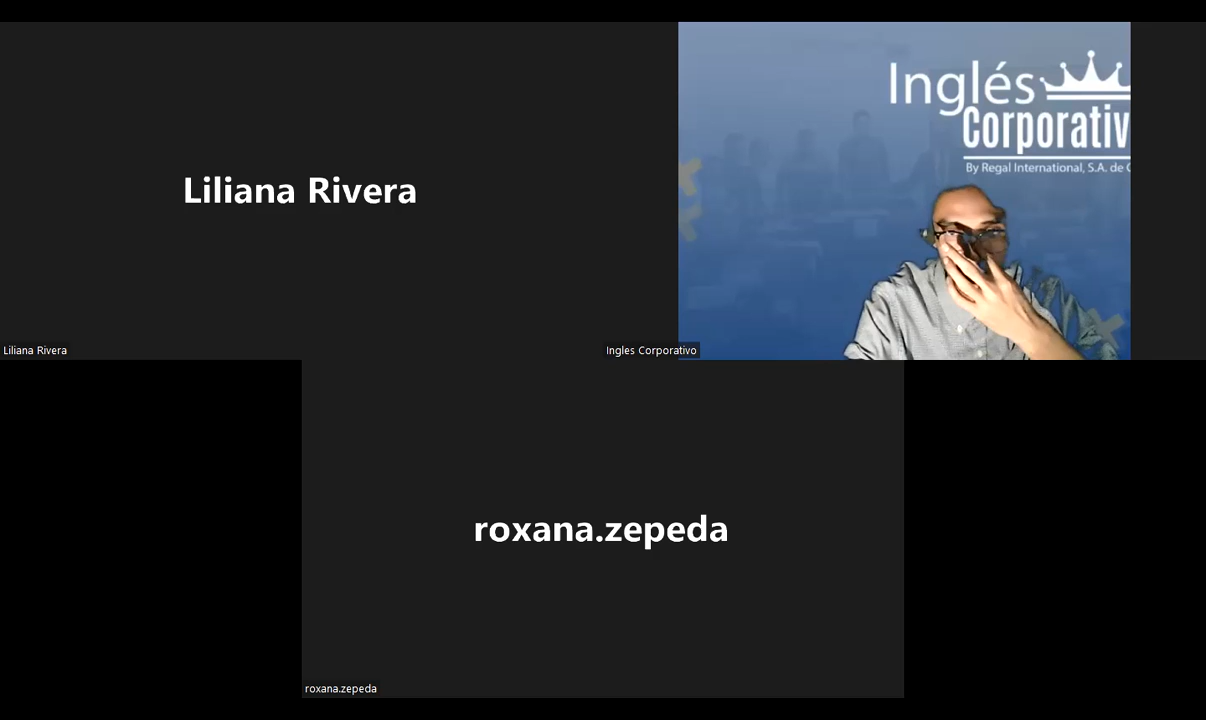 Liliana Rivera
Inglés
Corporativ
By Regal International, S.A. de C
Liliana Rivera
Ingles Corporativo
roxana.zepeda
roxana.zepeda